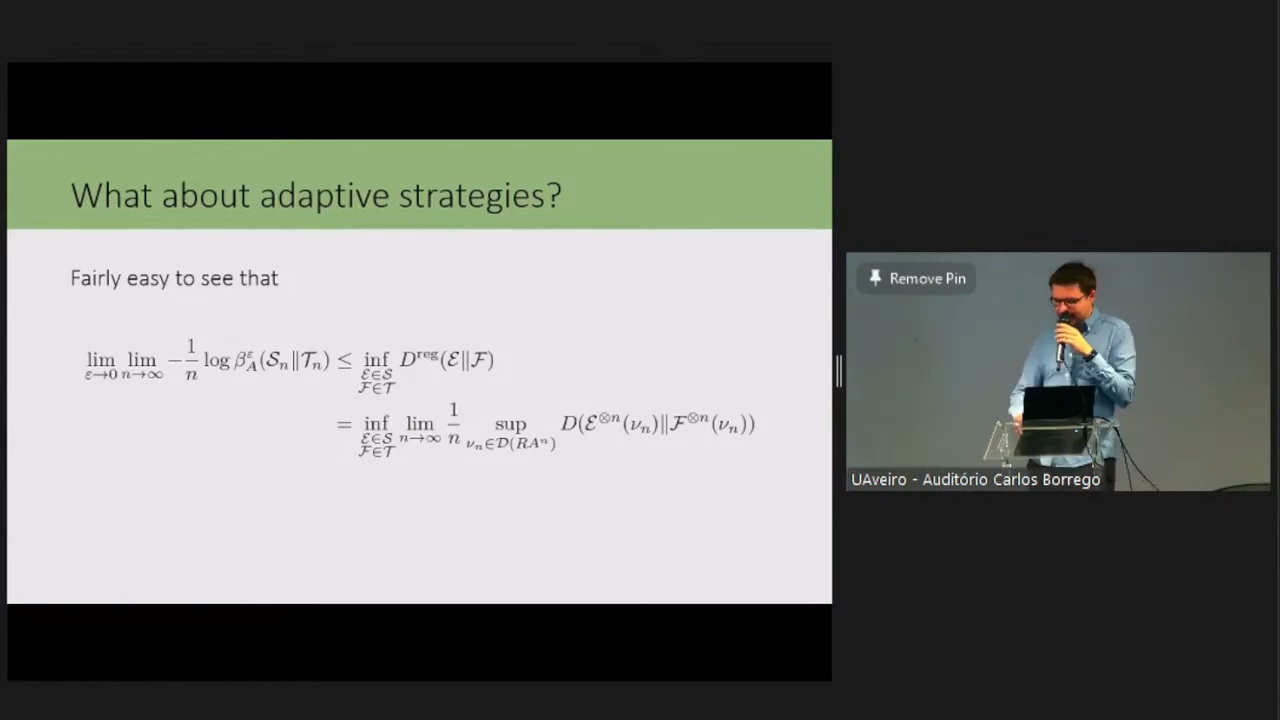 What about adaptive strategies?
Fairly easy to see that
lim_{ε→0} lim_{n→∞} −1/n log β_A^ε(𝒮_n‖𝒯_n) ≤ inf_{ℰ∈𝒮, ℱ∈𝒯} D^reg(ℰ‖ℱ)
= inf_{ℰ∈𝒮, ℱ∈𝒯} lim_{n→∞} 1/n sup_{ν_n∈𝒟(RA^n)} D(ℰ^{⊗n}(ν_n)‖ℱ^{⊗n}(ν_n))
Remove Pin
UAveiro - Auditório Carlos Borrego